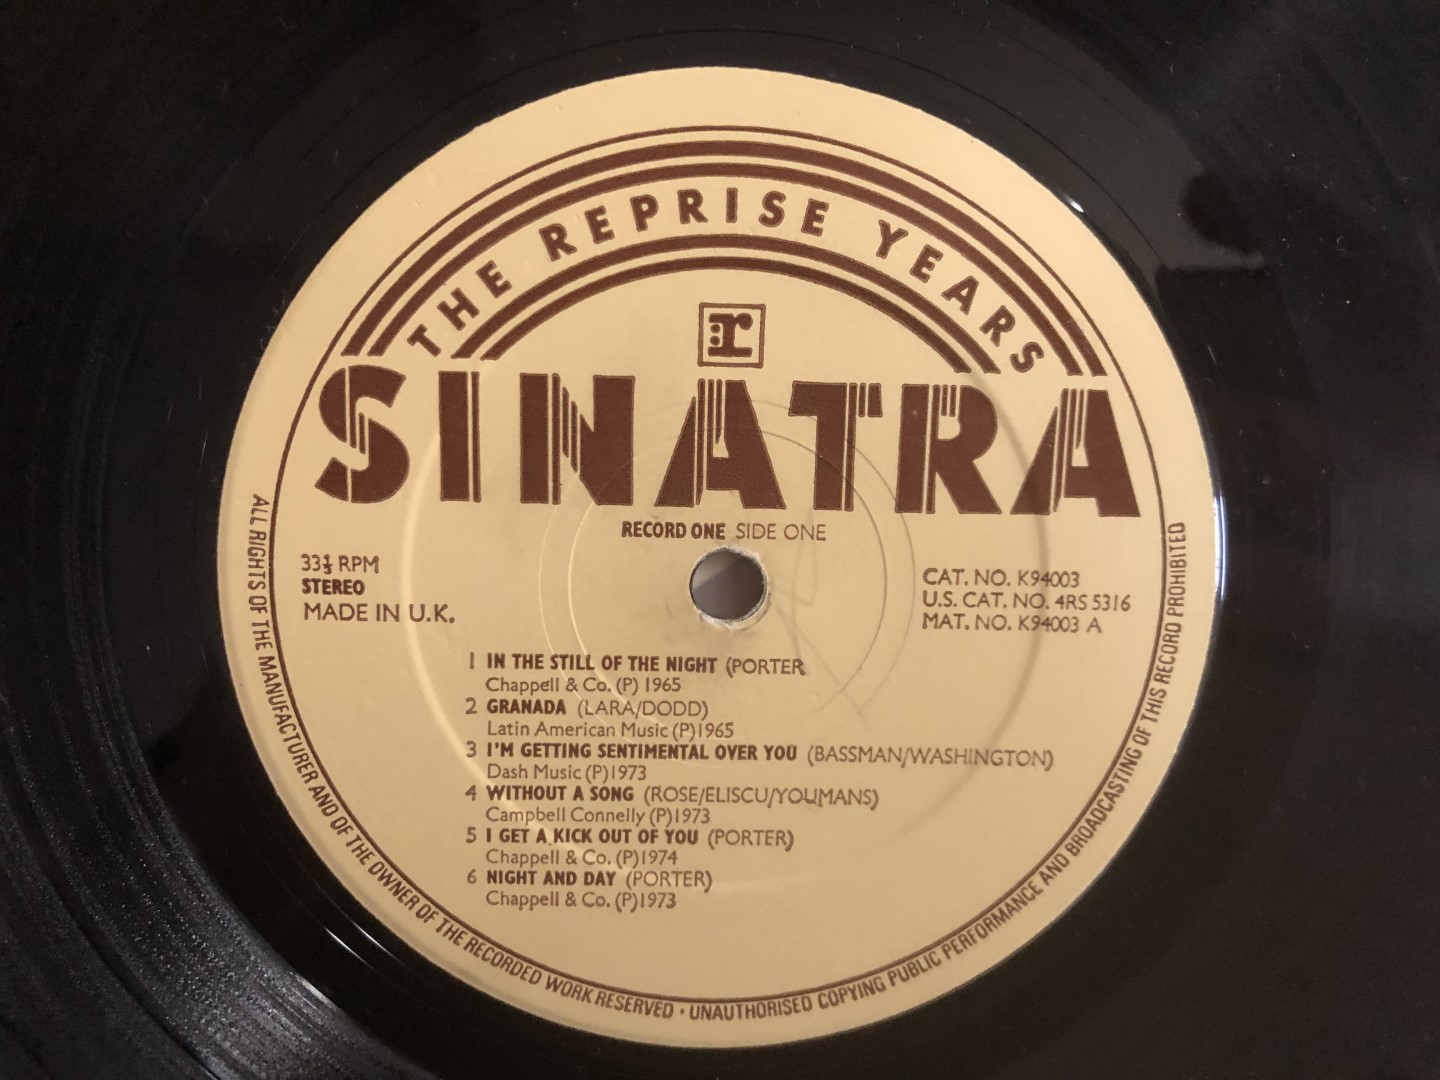 THE REPRISE YEARS
r
SINATRA
RECORD ONE SIDE ONE
33⅓ RPM
STEREO
MADE IN U.K.
CAT. NO. K94003
U.S. CAT. NO. 4RS 5316
MAT. NO. K94003 A
1 IN THE STILL OF THE NIGHT (PORTER
Chappell & Co. (P) 1965
2 GRANADA (LARA/DODD)
Latin American Music (P)1965
3 I'M GETTING SENTIMENTAL OVER YOU (BASSMAN/WASHINGTON)
Dash Music (P)1973
4 WITHOUT A SONG (ROSE/ELISCU/YOUMANS)
Campbell Connelly (P)1973
5 I GET A KICK OUT OF YOU (PORTER)
Chappell & Co. (P)1974
6 NIGHT AND DAY (PORTER)
Chappell & Co. (P)1973
ALL RIGHTS OF THE MANUFACTURER AND OF THE OWNER OF THE RECORDED WORK RESERVED · UNAUTHORISED COPYING PUBLIC PERFORMANCE AND BROADCASTING OF THIS RECORD PROHIBITED